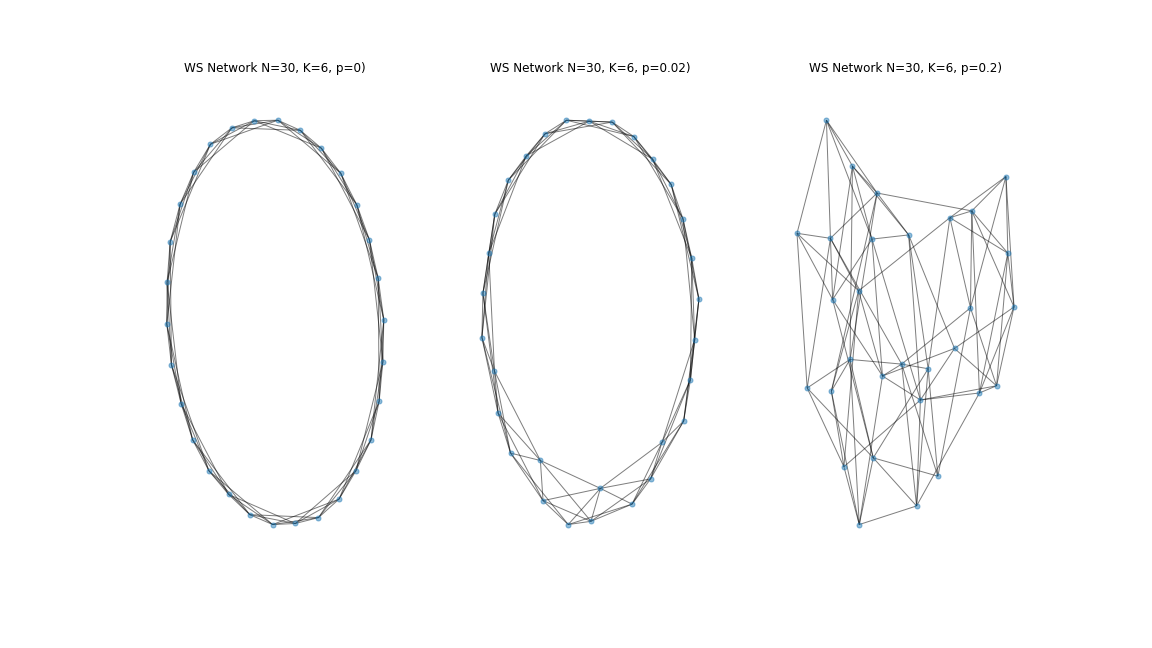 WS Network N=30, K=6, p=0)
WS Network N=30, K=6, p=0.02)
WS Network N=30, K=6, p=0.2)